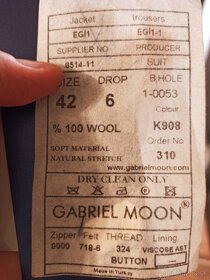 Jacket trousers
EGI1 EGI1-1
SUPPLIER NO PRODUCER
6514-11 SUIT
SIZE DROP B.HOLE
42 6 1-0053
Colour
% 100 WOOL K908
SOFT MATERIAL Order No
NATURAL STRETCH 310
www.gabrielmoon.com
DRY CLEAN ONLY
GABRIEL MOON®
Zipper Felt THREAD Lining
9000 718-6 324 VISCOSE AST
BUTTON
Made in Turkey